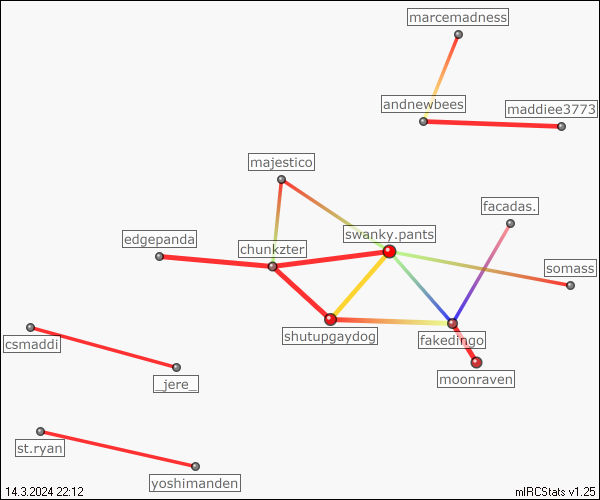 marcemadness
andnewbees
maddiee3773
majestico
facadas.
edgepanda
chunkzter
swanky.pants
somass
csmaddi
shutupgaydog
fakedingo
moonraven
_jere_
st.ryan
yoshimanden
14.3.2024 22:12
mIRCStats v1.25